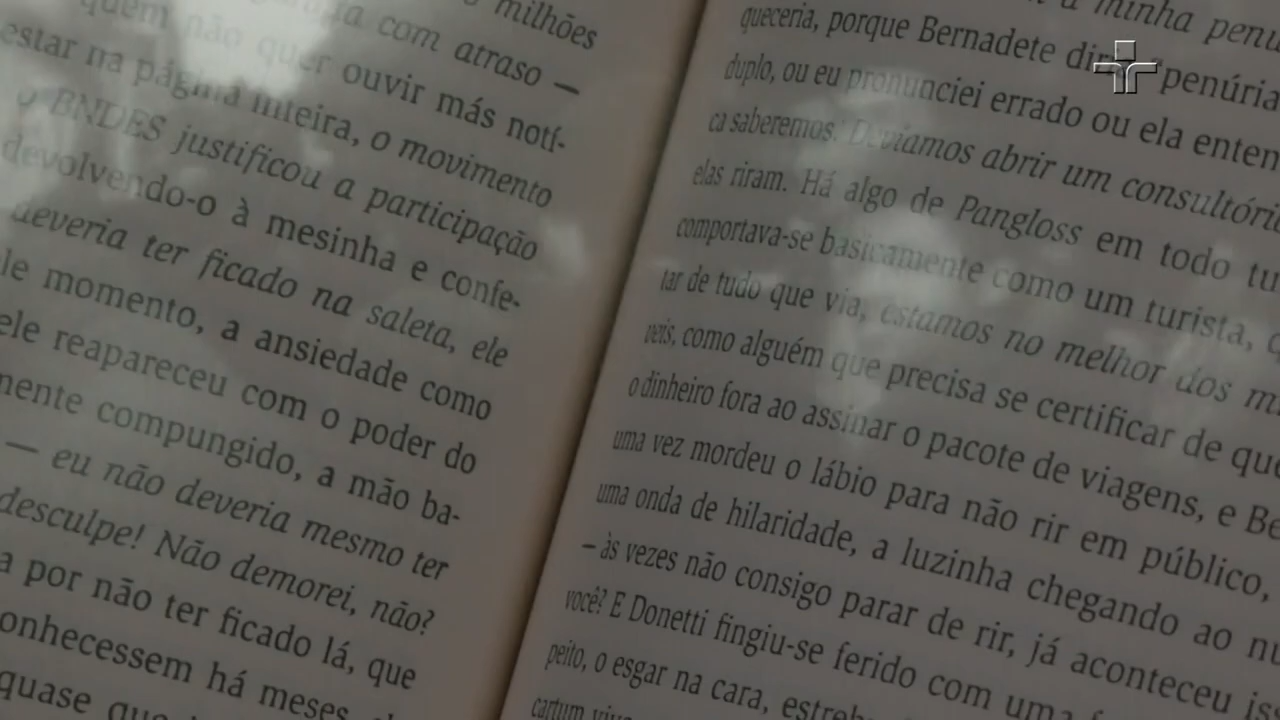 milhões
com atraso —
quem não quer ouvir más notí-
estar na página inteira, o movimento
o BNDES justificou a participação
devolvendo-o à mesinha e confe-
deveria ter ficado na saleta, ele
momento, a ansiedade como
ele reapareceu com o poder do
mente compungido, a mão ba-
— eu não deveria mesmo ter
desculpe! Não demorei, não?
a por não ter ficado lá, que
onhecessem há meses,
quase
a minha
queceria, porque Bernadete "penúria
duplo, ou eu pronunciei errado ou ela enten
ca saberemos. Devíamos abrir um consultóri
elas riram. Há algo de Pangloss em todo tu
comportava-se basicamente como um turista,
tar de tudo que via, estamos no melhor dos m
veis, como alguém que precisa se certificar de que
o dinheiro fora ao assinar o pacote de viagens, e Be
uma vez mordeu o lábio para não rir em público,
uma onda de hilaridade, a luzinha chegando ao nu
– às vezes não consigo parar de rir, já aconteceu iss
você? E Donetti fingiu-se ferido com uma
peito, o esgar na cara,
cartum